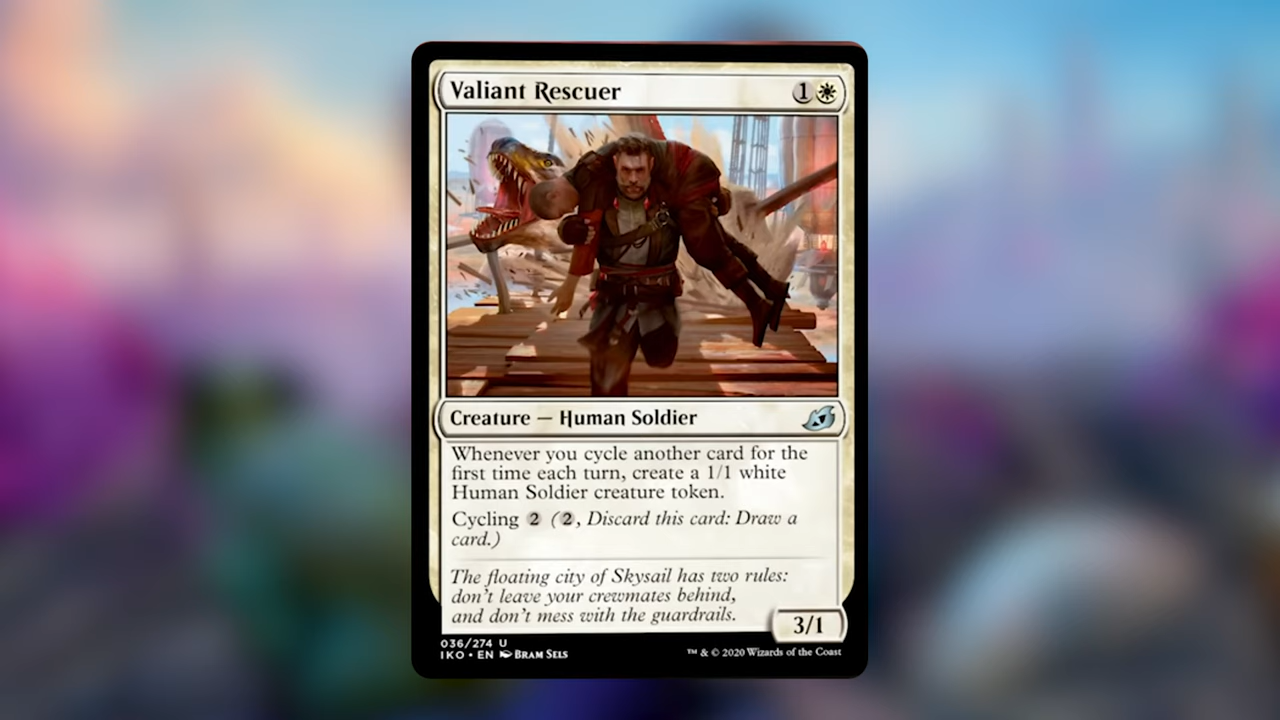 Valiant Rescuer 1
Creature — Human Soldier
Whenever you cycle another card for the
first time each turn, create a 1/1 white
Human Soldier creature token.
Cycling 2 (2, Discard this card: Draw a
card.)
The floating city of Skysail has two rules:
don't leave your crewmates behind,
and don't mess with the guardrails.
3/1
036/274 U
IKO • EN Bram Sels
™ & © 2020 Wizards of the Coast